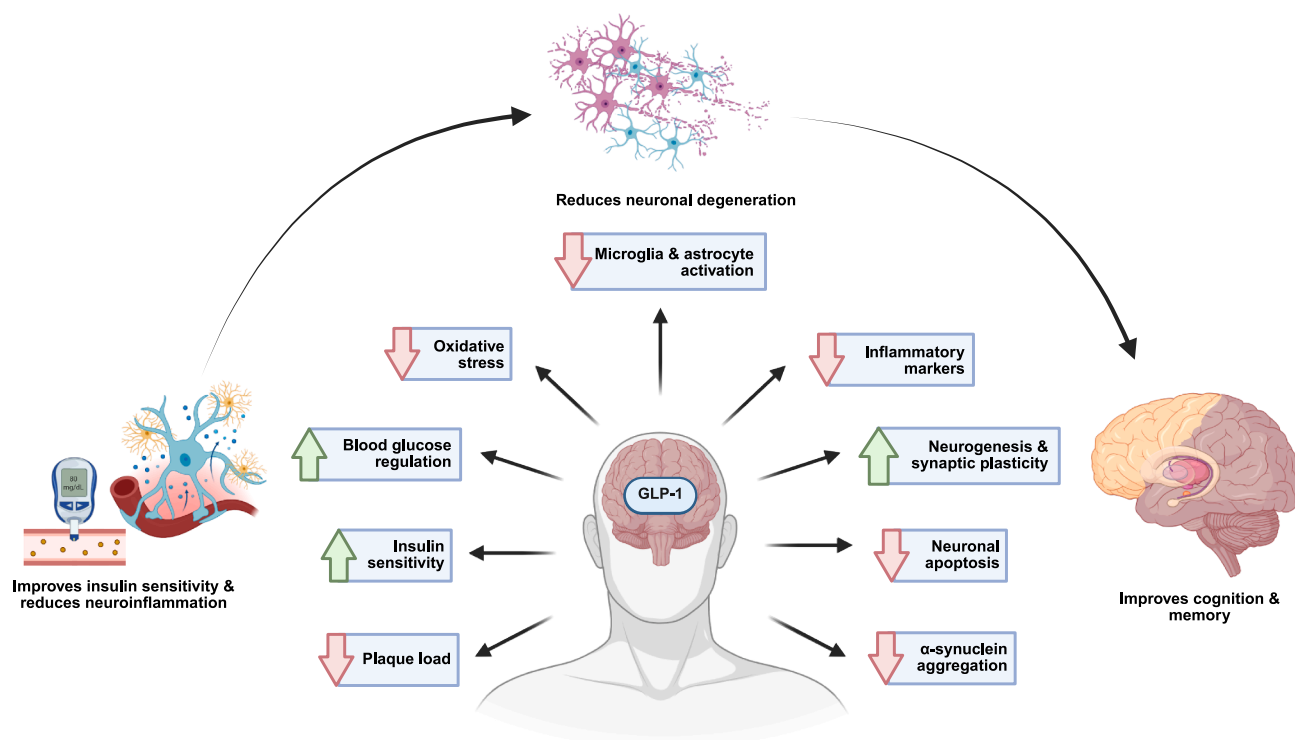 Reduces neuronal degeneration
Microglia & astrocyte
activation
Oxidative
stress
Inflammatory
markers
Blood glucose
regulation
Neurogenesis &
synaptic plasticity
GLP-1
80
mg/dL
Insulin
sensitivity
Neuronal
apoptosis
Improves insulin sensitivity &
reduces neuroinflammation
Improves cognition &
memory
Plaque load
α-synuclein
aggregation